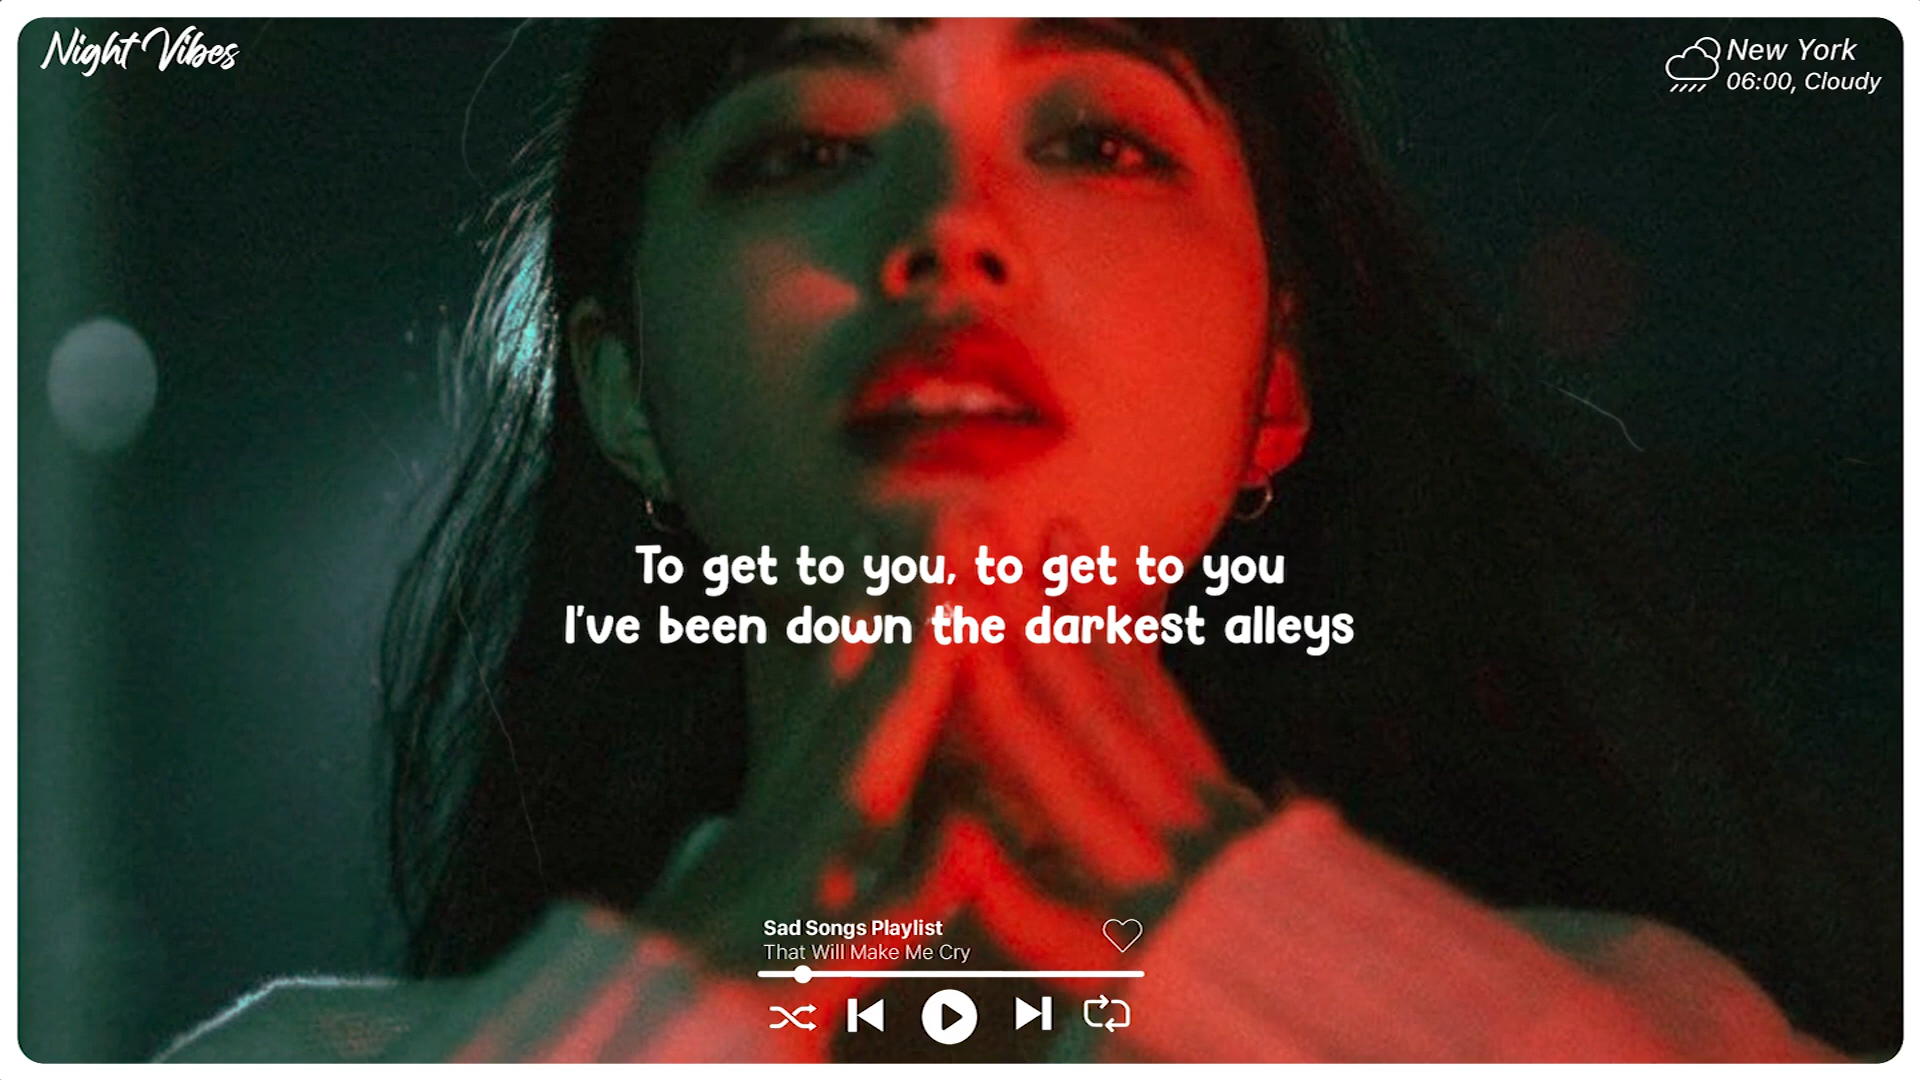 Night Vibes
New York
06:00, Cloudy
To get to you, to get to you
I've been down the darkest alleys
Sad Songs Playlist
That Will Make Me Cry